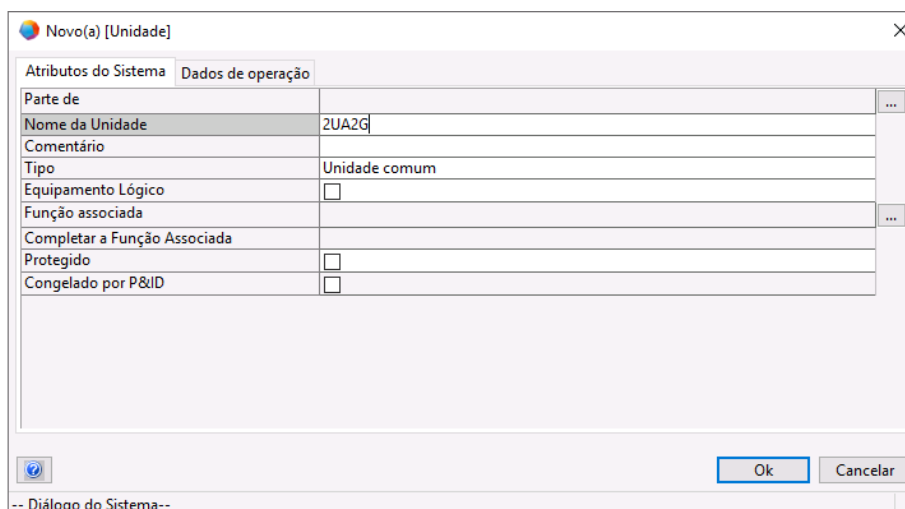 Novo(a) [Unidade]
Atributos do Sistema Dados de operação
Parte de ...
Nome da Unidade 2UA2G
Comentário
Tipo Unidade comum
Equipamento Lógico
Função associada ...
Completar a Função Associada
Protegido
Congelado por P&ID
Ok Cancelar
-- Diálogo do Sistema--